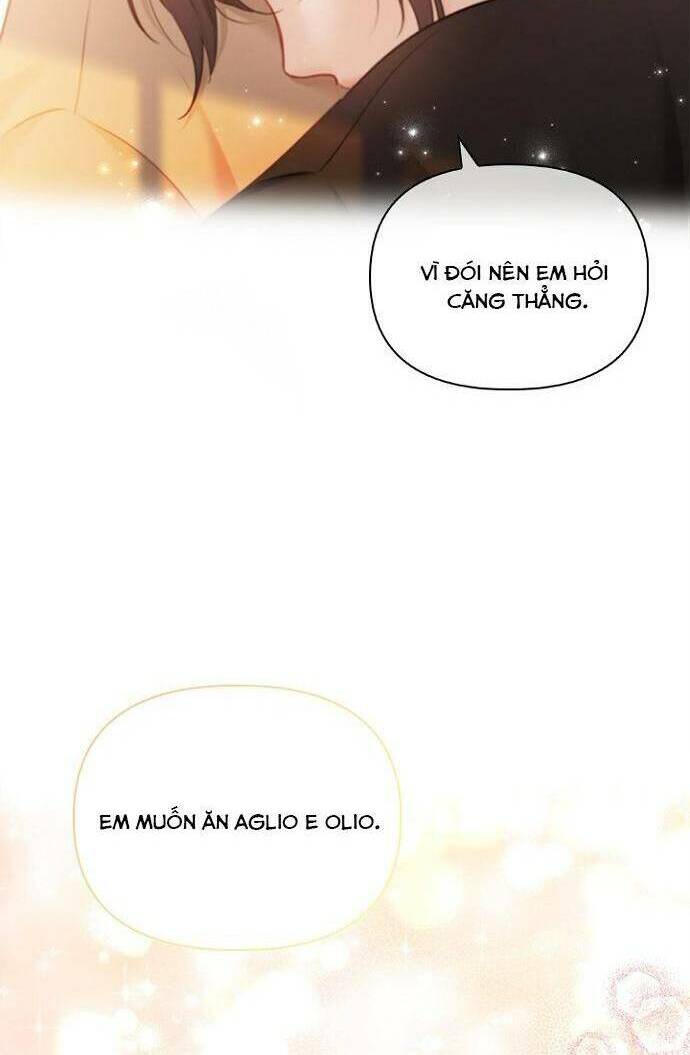 VÌ ĐÓI NÊN EM HỎI
CĂNG THẲNG.
EM MUỐN ĂN AGLIO E OLIO.